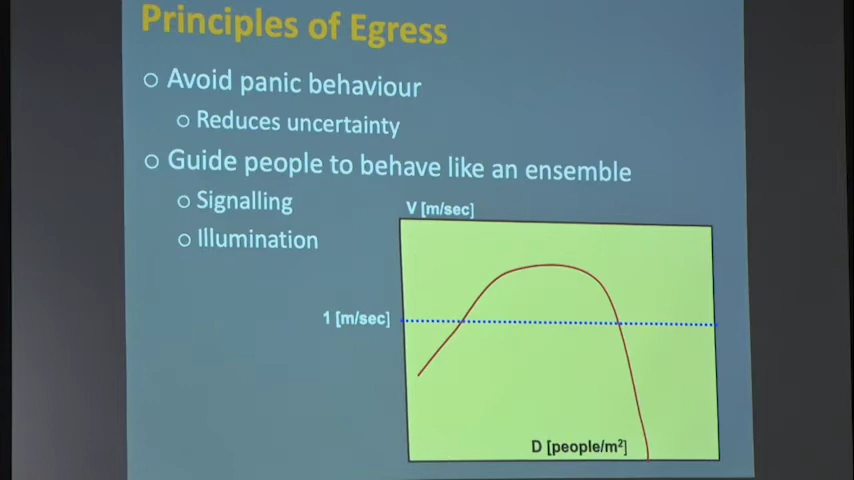 Principles of Egress
○ Avoid panic behaviour
○ Reduces uncertainty
○ Guide people to behave like an ensemble
○ Signalling
○ Illumination
V [m/sec]
1 [m/sec]
D [people/m²]